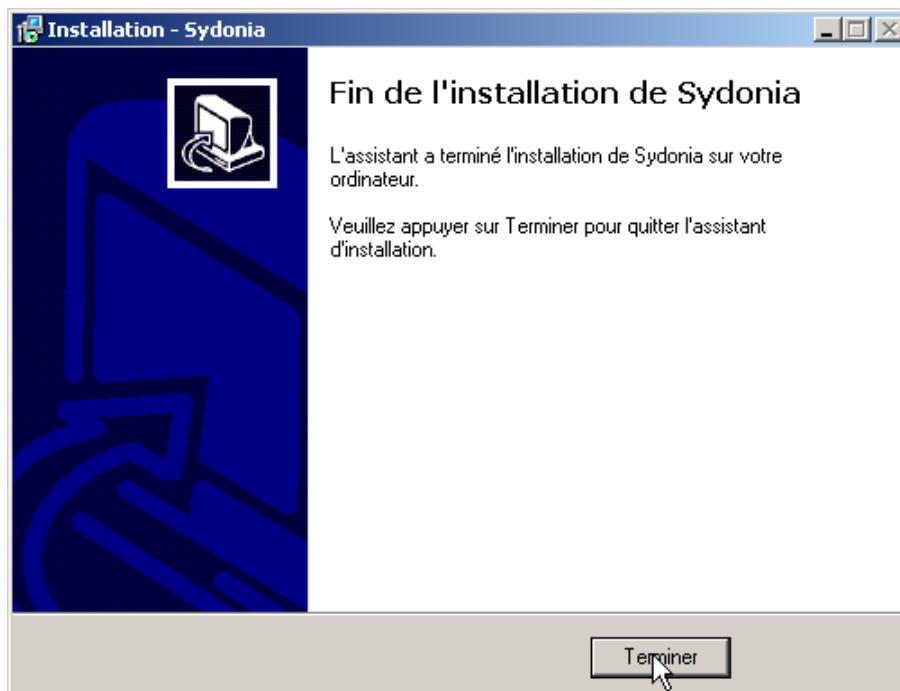 Installation - Sydonia
Fin de l'installation de Sydonia
L'assistant a terminé l'installation de Sydonia sur votre
ordinateur.
Veuillez appuyer sur Terminer pour quitter l'assistant
d'installation.
Terminer